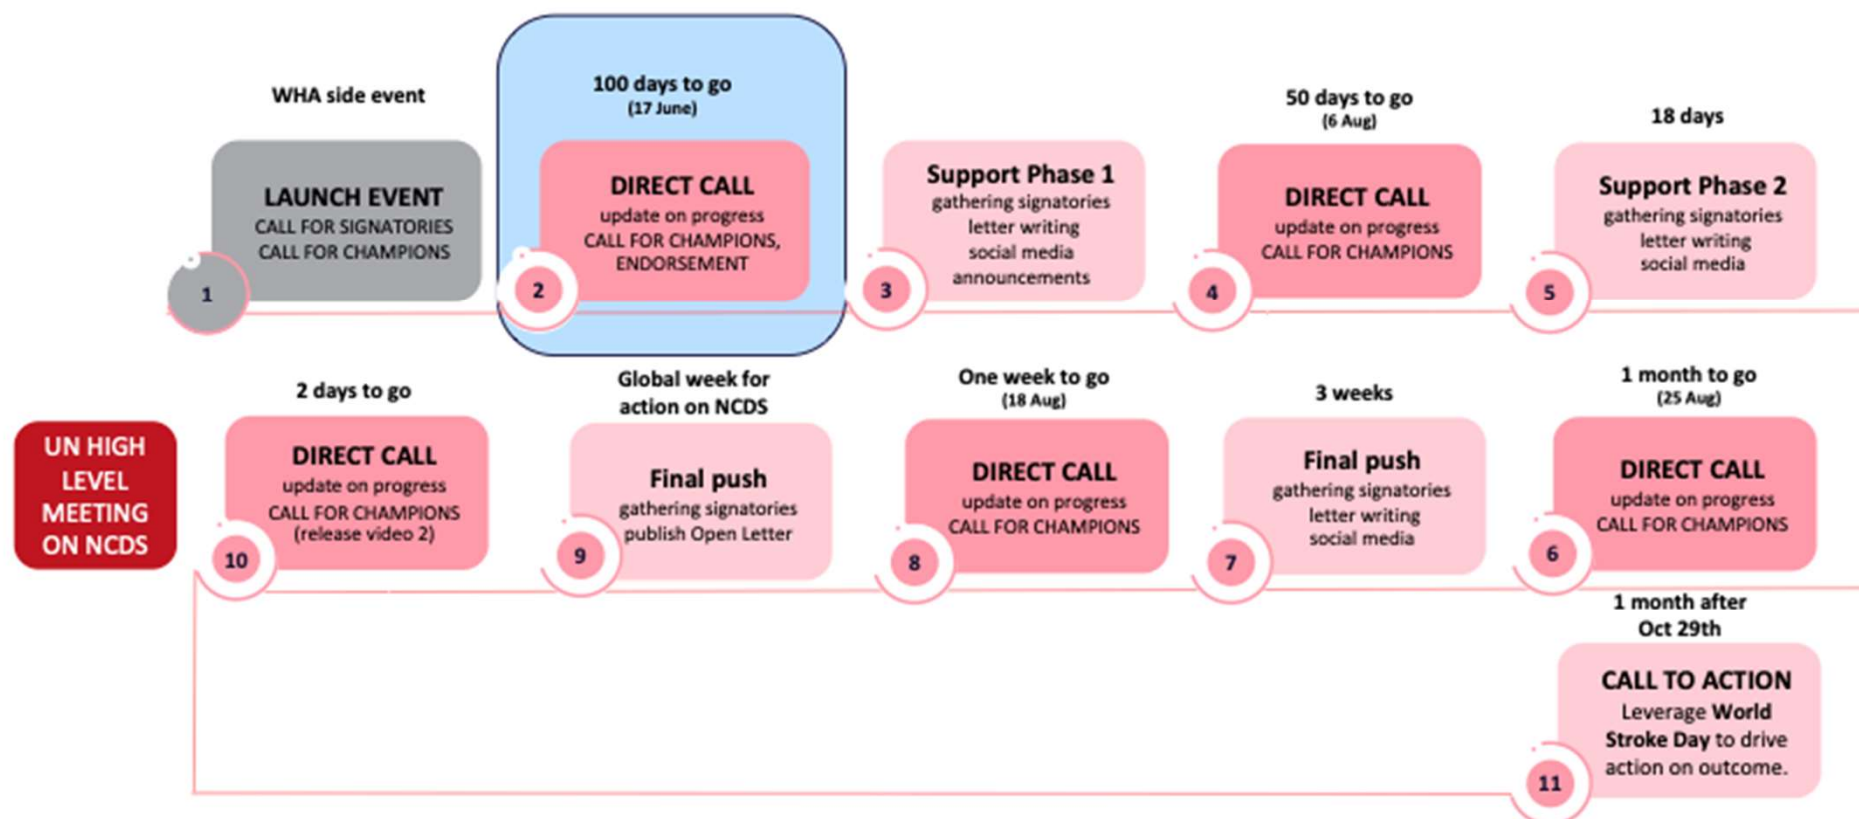 WHA side event
LAUNCH EVENT
CALL FOR SIGNATORIES
CALL FOR CHAMPIONS
1
100 days to go
(17 June)
DIRECT CALL
update on progress
CALL FOR CHAMPIONS,
ENDORSEMENT
2
Support Phase 1
gathering signatories
letter writing
social media
announcements
3
50 days to go
(6 Aug)
DIRECT CALL
update on progress
CALL FOR CHAMPIONS
4
18 days
Support Phase 2
gathering signatories
letter writing
social media
5
1 month to go
(25 Aug)
DIRECT CALL
update on progress
CALL FOR CHAMPIONS
6
3 weeks
Final push
gathering signatories
letter writing
social media
7
One week to go
(18 Aug)
DIRECT CALL
update on progress
CALL FOR CHAMPIONS
8
Global week for
action on NCDS
Final push
gathering signatories
publish Open Letter
9
2 days to go
DIRECT CALL
update on progress
CALL FOR CHAMPIONS
(release video 2)
10
UN HIGH
LEVEL
MEETING
ON NCDS
1 month after
Oct 29th
CALL TO ACTION
Leverage World
Stroke Day to drive
action on outcome.
11